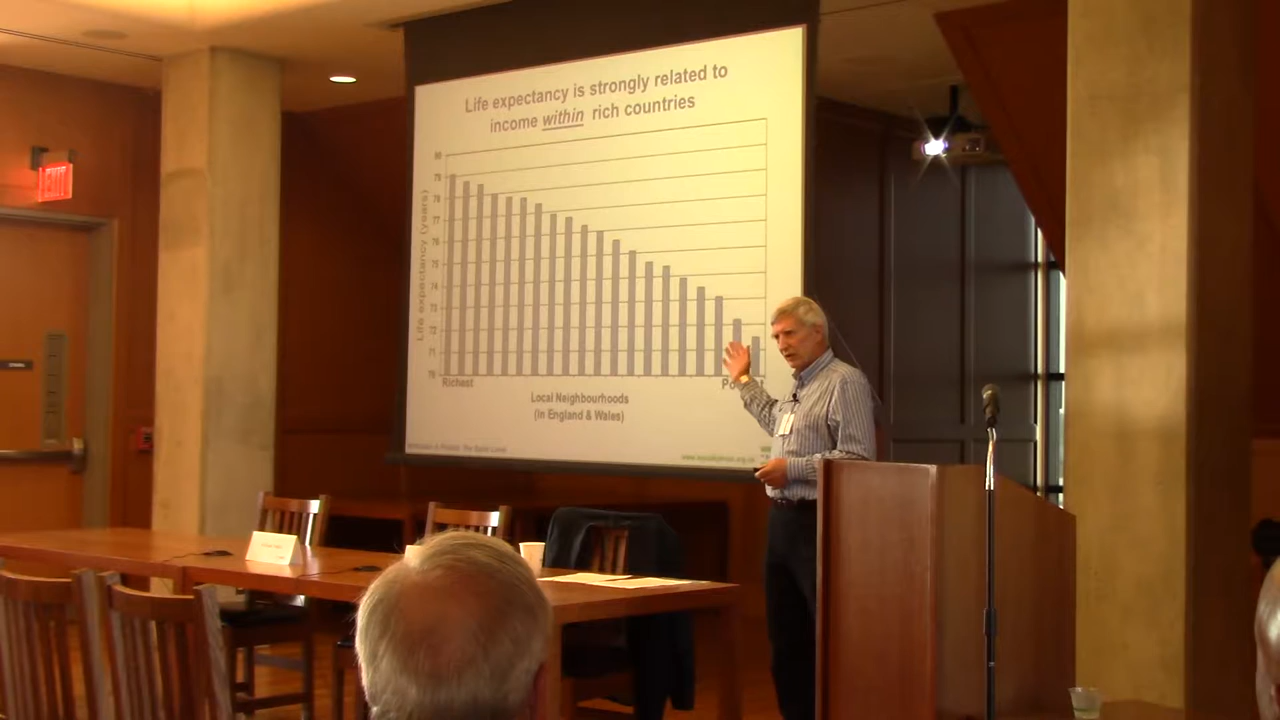 Life expectancy is strongly related to
income within rich countries
EXIT
80
79
78
77
76
75
74
73
72
71
70
Life expectancy (years)
Richest
Local Neighbourhoods
(in England & Wales)